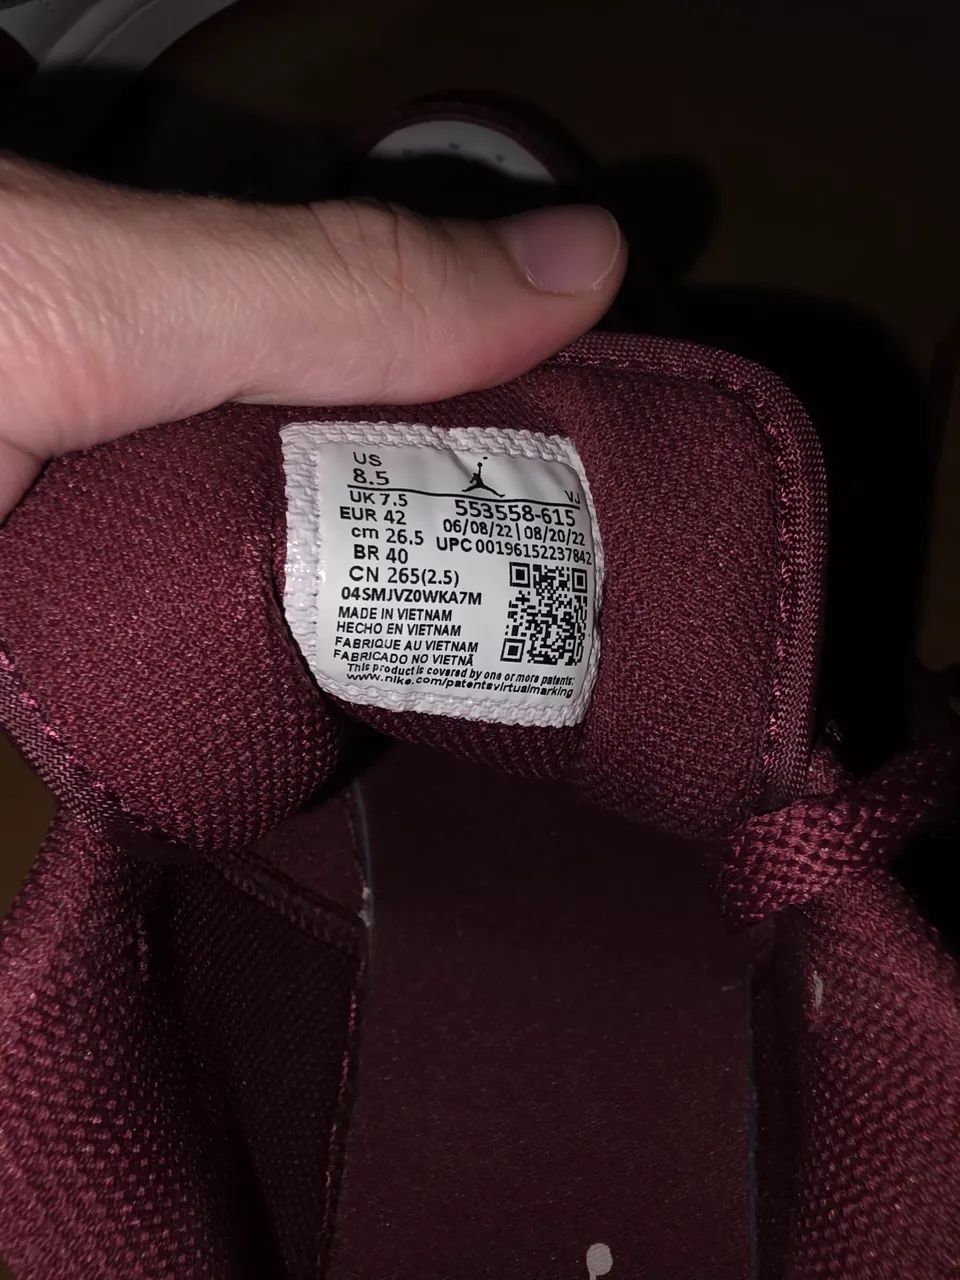 US
8.5
VJ
UK 7.5
553558-615
EUR 42
06/08/22 | 08/20/22
cm 26.5
UPC 00196152237842
BR 40
CN 265(2.5)
04SMJVZ0WKA7M
MADE IN VIETNAM
HECHO EN VIETNAM
FABRIQUE AU VIETNAM
FABRICADO NO VIETNÃ
This product is covered by one or more patents:
www.nike.com/patentsvirtualmarking